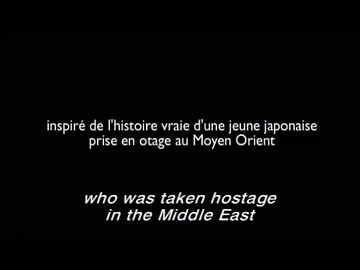 inspiré de l'histoire vraie d'une jeune japonaise
prise en otage au Moyen Orient
who was taken hostage
in the Middle East